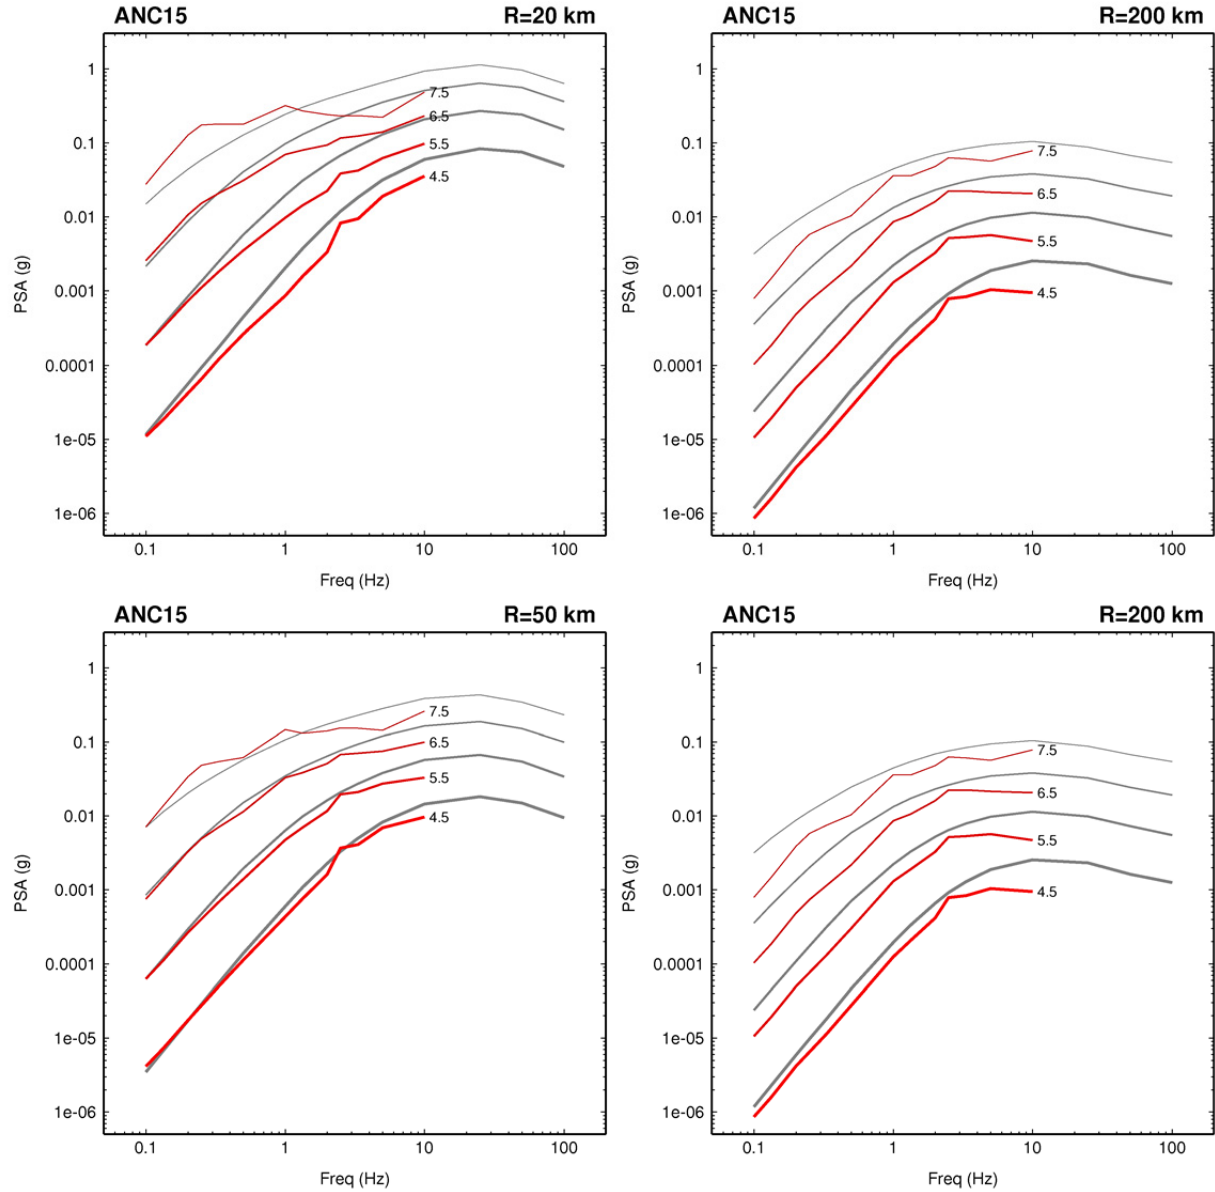 ANC15 R=20 km
1
0.1
0.01
0.001
0.0001
1e-05
1e-06
PSA (g)
7.5
6.5
5.5
4.5
0.1 1 10 100
Freq (Hz)
ANC15 R=200 km
1
0.1
0.01
0.001
0.0001
1e-05
1e-06
PSA (g)
7.5
6.5
5.5
4.5
0.1 1 10 100
Freq (Hz)
ANC15 R=50 km
1
0.1
0.01
0.001
0.0001
1e-05
1e-06
PSA (g)
7.5
6.5
5.5
4.5
0.1 1 10 100
Freq (Hz)
ANC15 R=200 km
1
0.1
0.01
0.001
0.0001
1e-05
1e-06
PSA (g)
7.5
6.5
5.5
4.5
0.1 1 10 100
Freq (Hz)